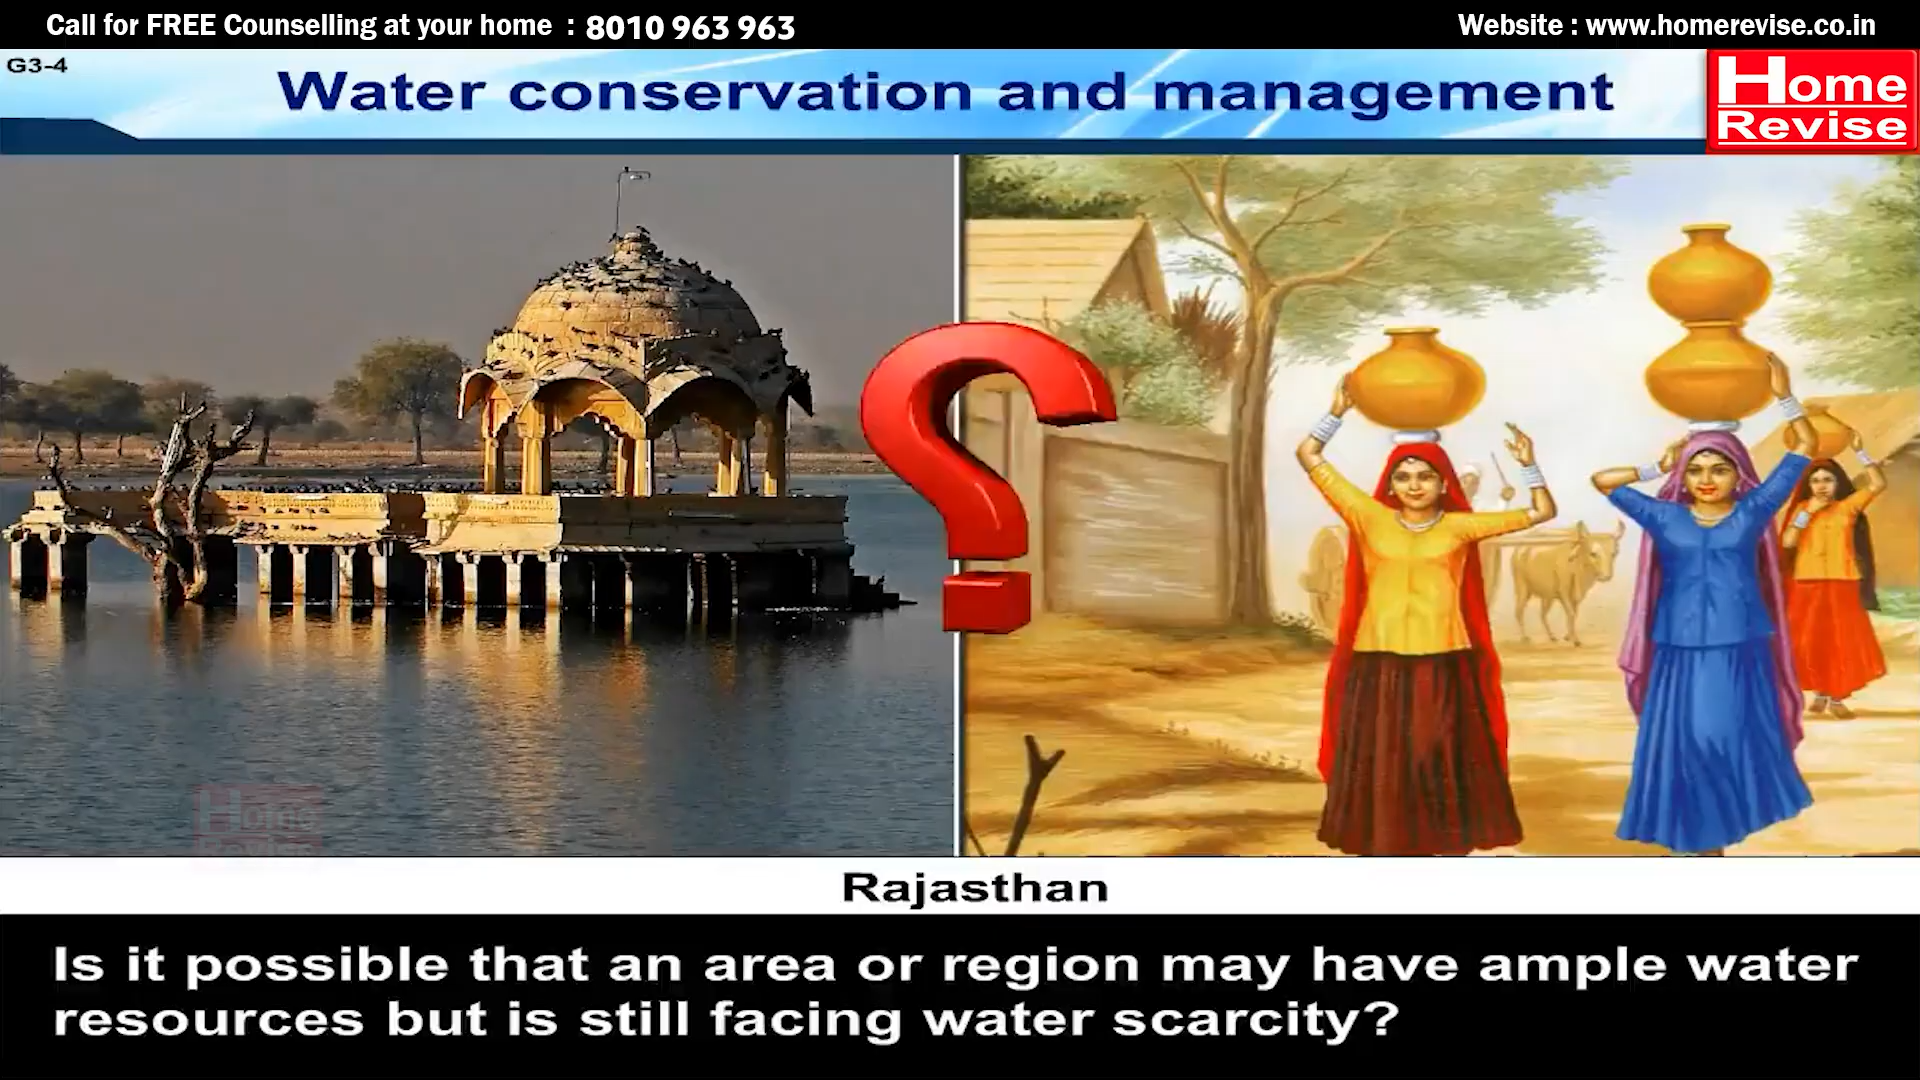 Call for FREE Counselling at your home : 8010 963 963
Website : www.homerevise.co.in
G3-4
Water conservation and management
Home
Revise
Home
Revise
Rajasthan
Is it possible that an area or region may have ample water
resources but is still facing water scarcity?